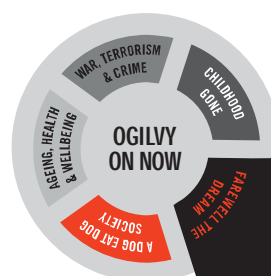 WAR, TERRORISM
& CRIME
CHILDHOOD
GONE
AGEING, HEALTH
& WELLBEING
OGILVY
ON NOW
FAREWELL THE
DREAM
A DOG EAT DOG
SOCIETY